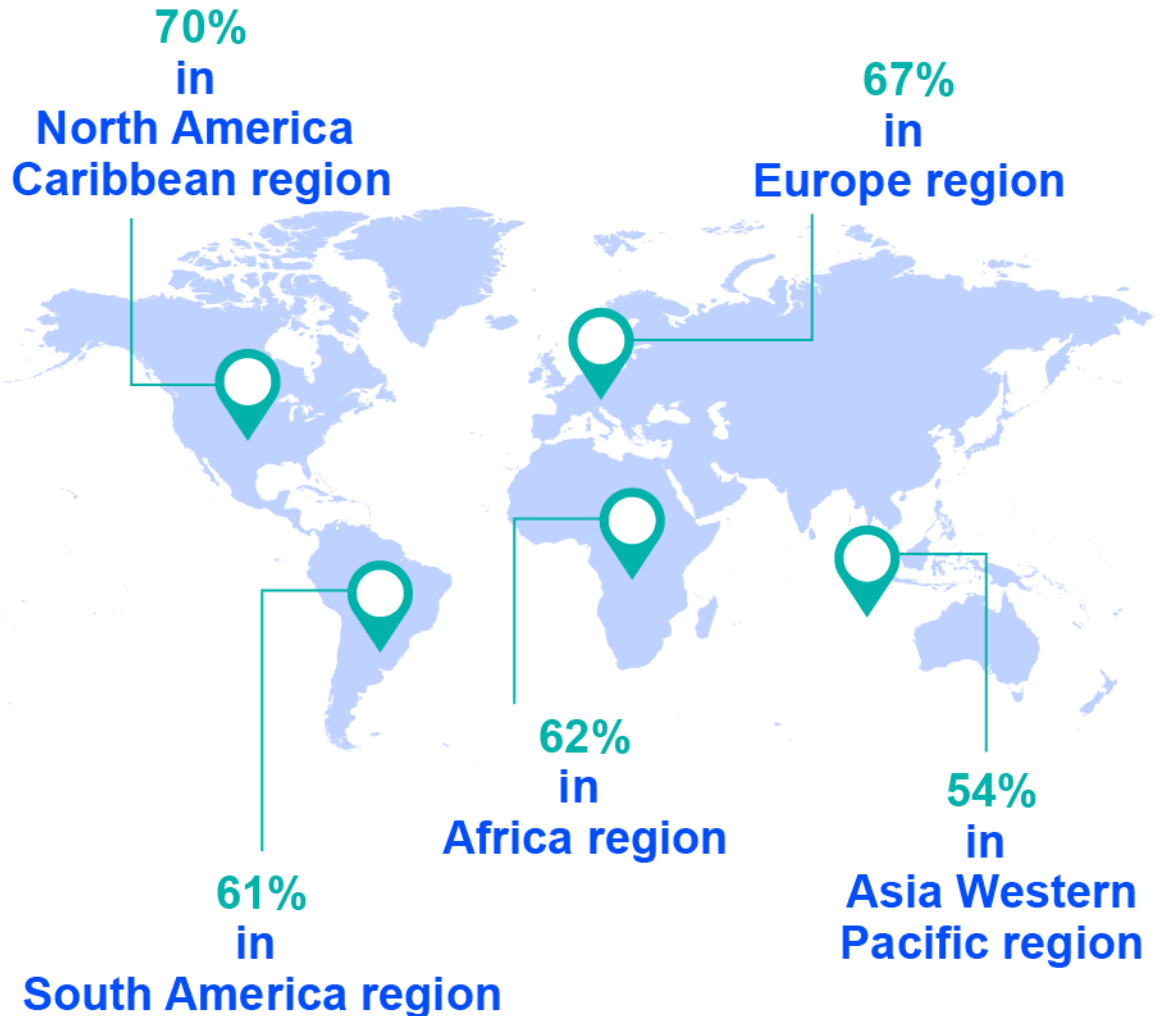 70%
in
North America
Caribbean region
67%
in
Europe region
62%
in
Africa region
54%
in
Asia Western
Pacific region
61%
in
South America region